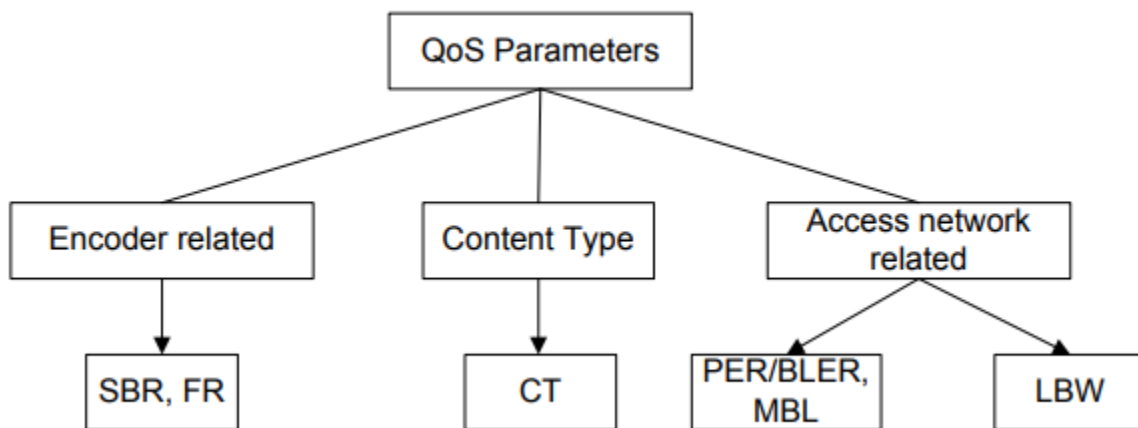 QoS Parameters
Encoder related
Content Type
Access network
related
SBR, FR
CT
PER/BLER,
MBL
LBW